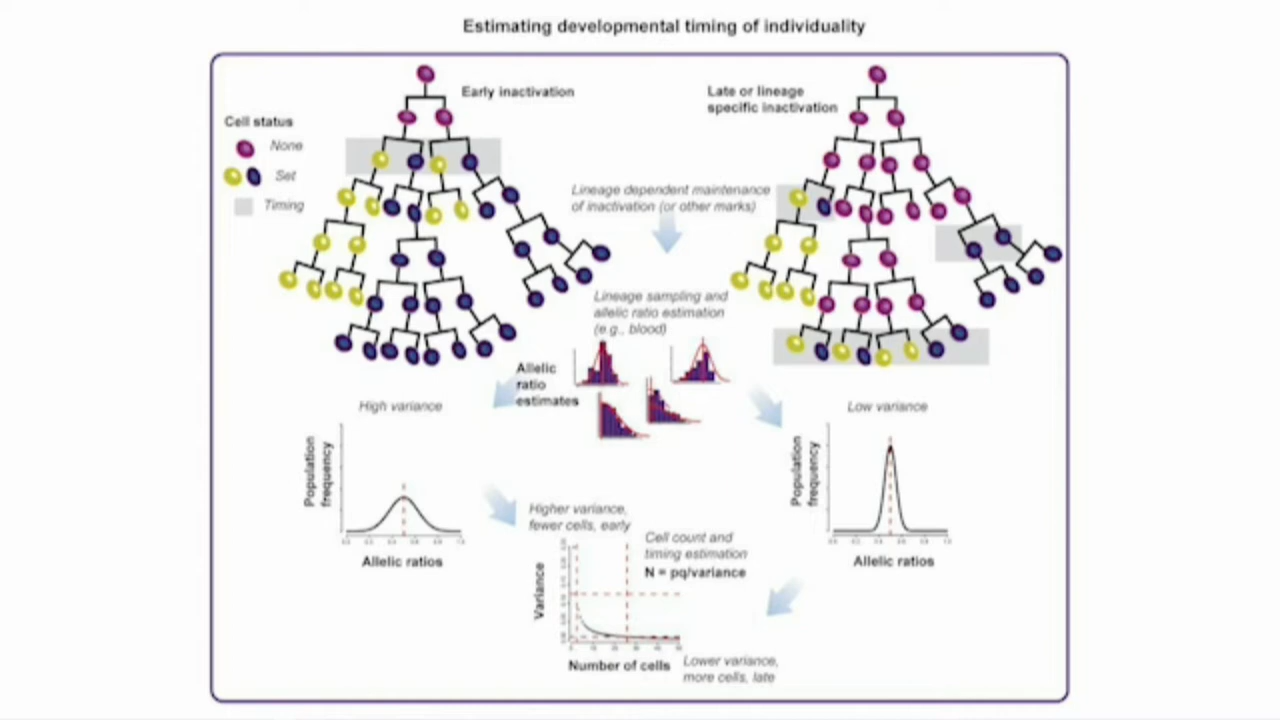 Estimating developmental timing of individuality
Early inactivation
Late or lineage
specific inactivation
Cell status
None
Set
Timing
Lineage dependent maintenance
of inactivation (or other marks)
Lineage sampling and
allelic ratio estimation
(e.g., blood)
Allelic
ratio
estimates
High variance
Low variance
Population
frequency
Allelic ratios
Population
frequency
Allelic ratios
Higher variance,
fewer cells, early
Cell count and
timing estimation
N = pq/variance
Variance
Number of cells
Lower variance,
more cells, late